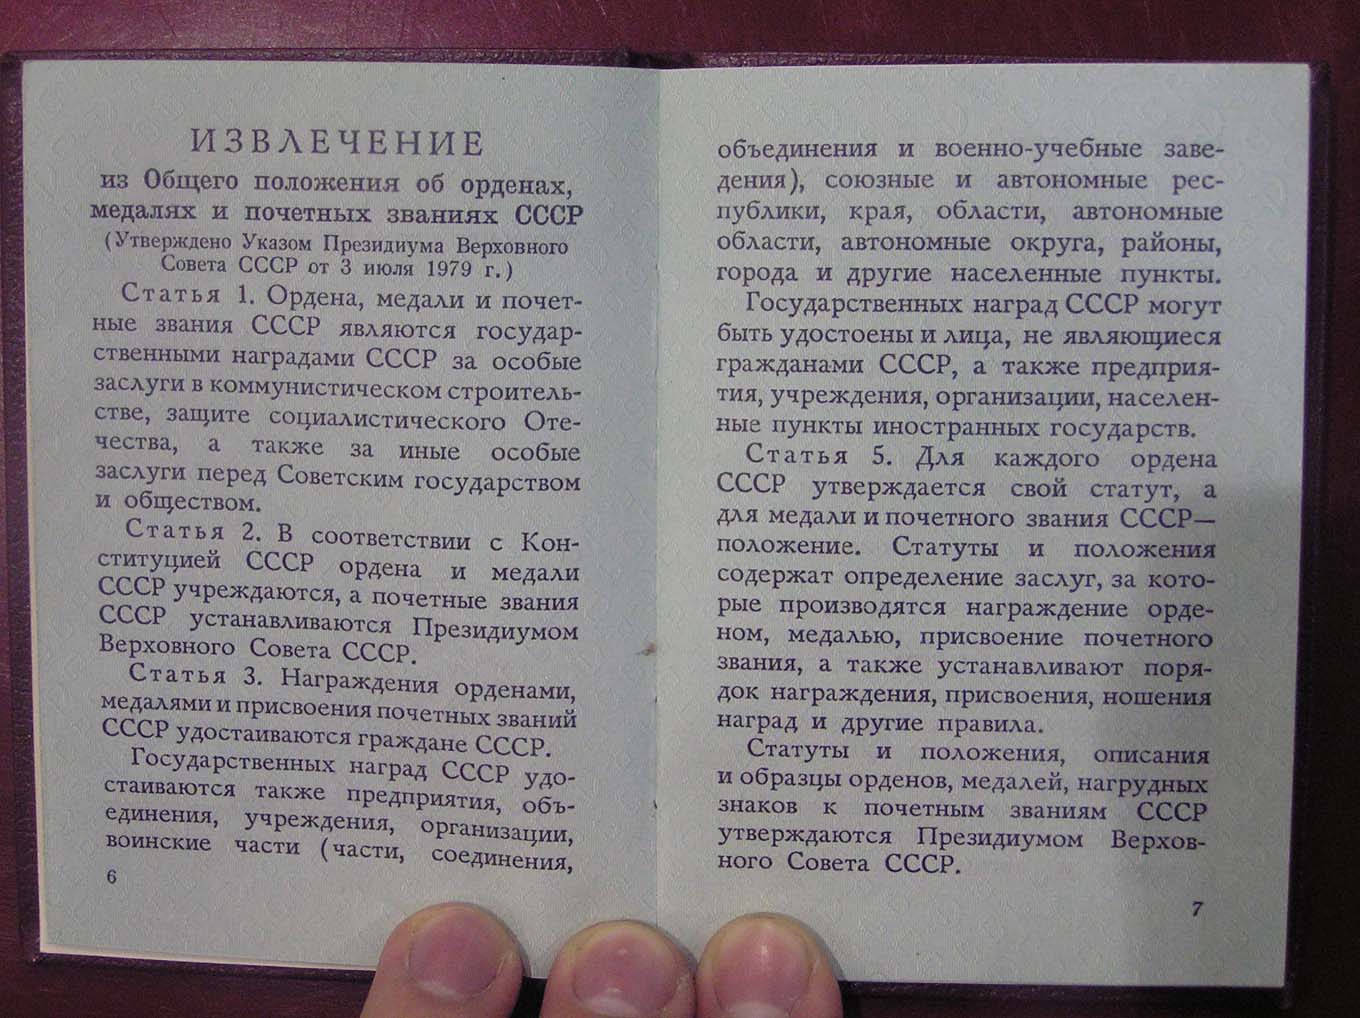 ИЗВЛЕЧЕНИЕ
из Общего положения об орденах,
медалях и почетных званиях СССР
(Утверждено Указом Президиума Верховного
Совета СССР от 3 июля 1979 г.)
Статья 1. Ордена, медали и почет-
ные звания СССР являются государ-
ственными наградами СССР за особые
заслуги в коммунистическом строитель-
стве, защите социалистического Оте-
чества, а также за иные особые
заслуги перед Советским государством
и обществом.
Статья 2. В соответствии с Кон-
ституцией СССР ордена и медали
СССР учреждаются, а почетные звания
СССР устанавливаются Президиумом
Верховного Совета СССР.
Статья 3. Награждения орденами,
медалями и присвоения почетных званий
СССР удостаиваются граждане СССР.
Государственных наград СССР удо-
стаиваются также предприятия, объ-
единения, учреждения, организации,
воинские части (части, соединения,
6
объединения и военно-учебные заве-
дения), союзные и автономные рес-
публики, края, области, автономные
области, автономные округа, районы,
города и другие населенные пункты.
Государственных наград СССР могут
быть удостоены и лица, не являющиеся
гражданами СССР, а также предприя-
тия, учреждения, организации, населен-
ные пункты иностранных государств.
Статья 5. Для каждого ордена
СССР утверждается свой статут, а
для медали и почетного звания СССР—
положение. Статуты и положения
содержат определение заслуг, за кото-
рые производятся награждение орде-
ном, медалью, присвоение почетного
звания, а также устанавливают поря-
док награждения, присвоения, ношения
наград и другие правила.
Статуты и положения, описания
и образцы орденов, медалей, нагрудных
знаков к почетным званиям СССР
утверждаются Президиумом Верхов-
ного Совета СССР.
7